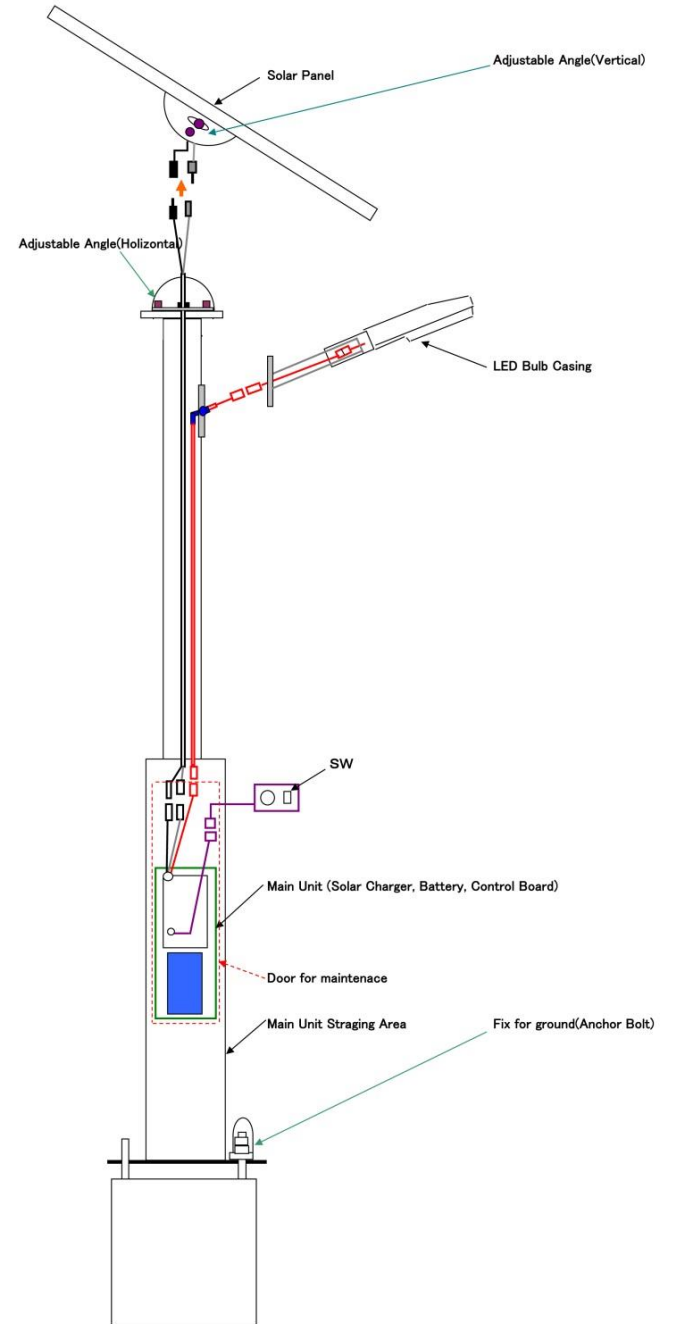 Adjustable Angle(Vertical)
Solar Panel
Adjustable Angle(Holizontal)
LED Bulb Casing
SW
Main Unit (Solar Charger, Battery, Control Board)
Door for maintenace
Main Unit Straging Area
Fix for ground(Anchor Bolt)